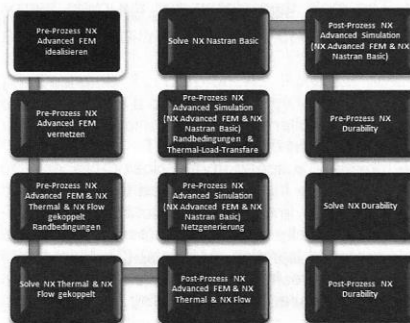 Pre-Prozess NX
Advanced FEM
idealisieren
Pre-Prozess NX
Advanced FEM
vernetzen
Pre-Prozess NX
Advanced FEM & NX
Thermal & NX Flow
gekoppelt
Randbedingungen
Solve NX Thermal & NX
Flow gekoppelt
Post-Prozess NX
Advanced FEM & NX
Thermal & NX Flow
Pre-Prozess NX
Advanced Simulation
(NX Advanced FEM & NX
Nastran Basic)
Netzgenerierung
Pre-Prozess NX
Advanced Simulation
(NX Advanced FEM & NX
Nastran Basic)
Randbedingungen &
Thermal-Load-Transfare
Solve NX Nastran Basic
Post-Prozess NX
Advanced Simulation
(NX Advanced FEM & NX
Nastran Basic)
Pre-Prozess NX
Durability
Solve NX Durability
Post-Prozess NX
Durability